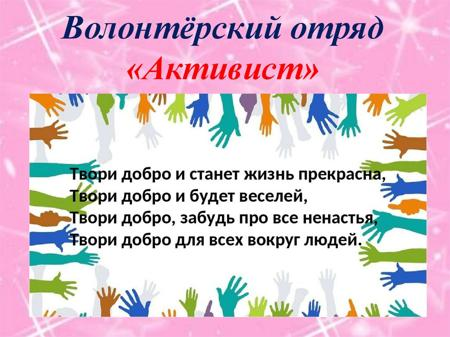 Волонтёрский отряд
«Активист»
Твори добро и станет жизнь прекрасна,
Твори добро и будет веселей,
Твори добро, забудь про все ненастья,
Твори добро для всех вокруг людей.